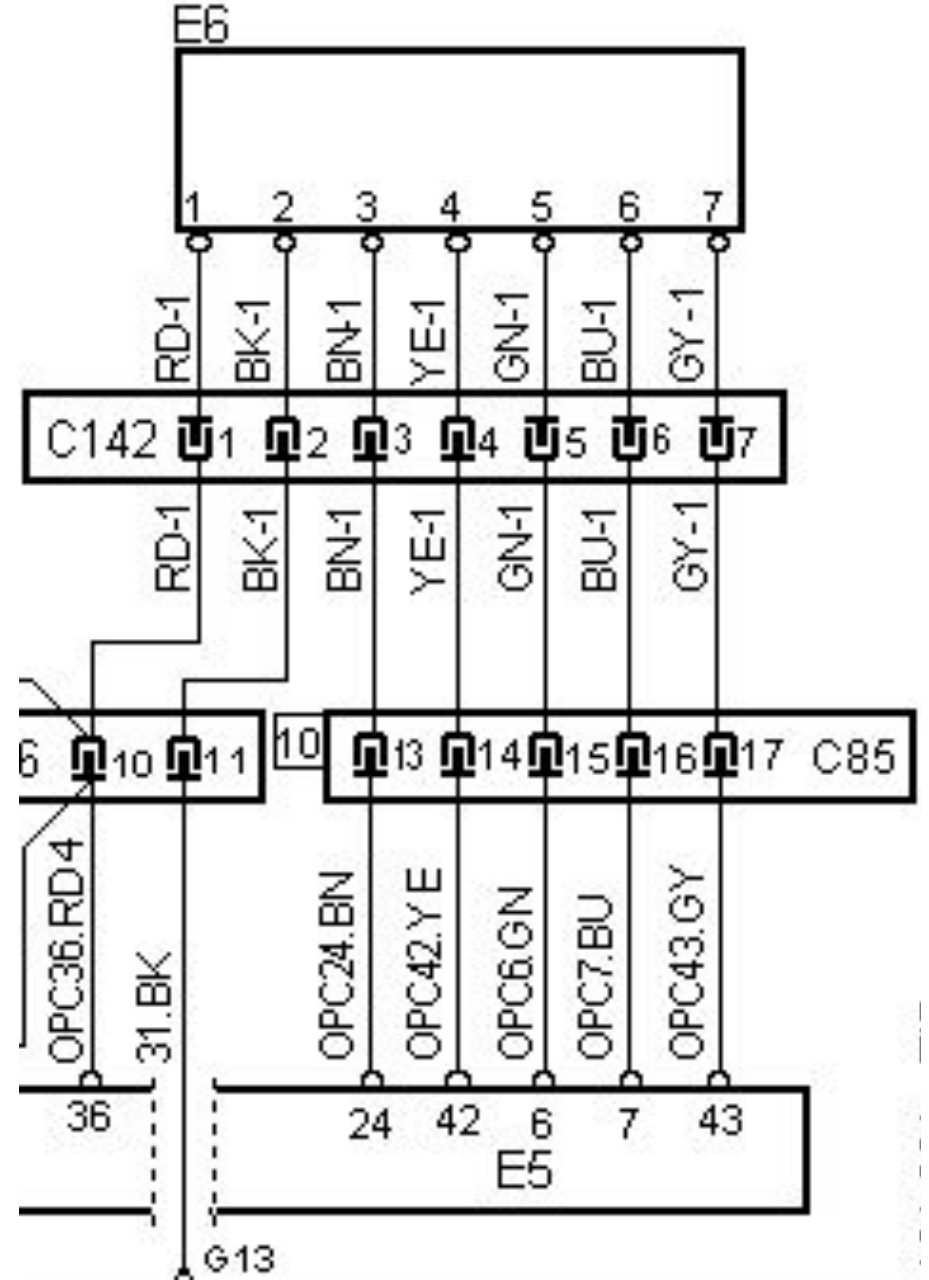 E6
1 2 3 4 5 6 7
RD-1 BK-1 BN-1 YE-1 GN-1 BU-1 GY-1
C142 1 2 3 4 5 6 7
RD-1 BK-1 BN-1 YE-1 GN-1 BU-1 GY-1
6 10 11 10 13 14 15 16 17 C85
OPC36.RD4 31.BK OPC24.BN OPC42.YE OPC6.GN OPC7.BU OPC43.GY
36 24 42 6 7 43
E5
G13